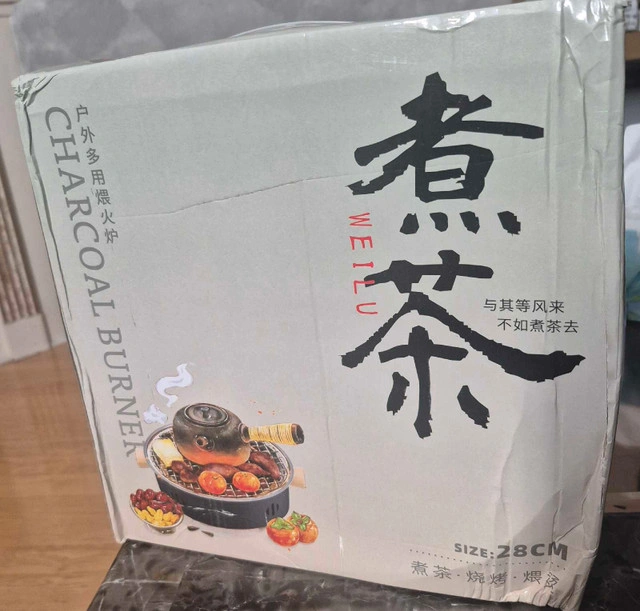 户外多用煨火炉
CHARCOAL BURNER
煮茶
WEILU
与其等风来
不如煮茶去
SIZE:28CM
煮茶·烧烤·煨